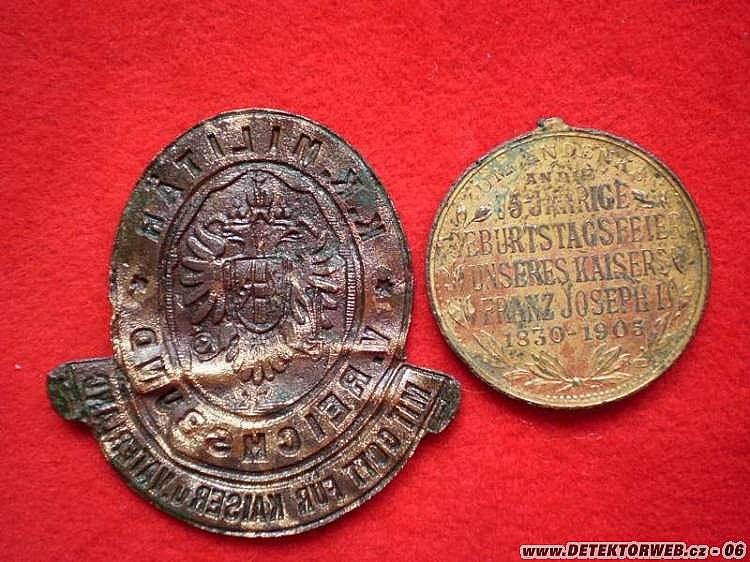 K.K. MILITÄR
V. REICHSBUND
MIT GOTT FÜR KAISER U. VATERLAND
ZUM ANDENKEN
AN DIE
75 JÄHRIGE
GEBURTSTAGSFEIER
UNSERES KAISERS
FRANZ JOSEPH I.
1830-1905
www.DETEKTORWEB.cz - 06